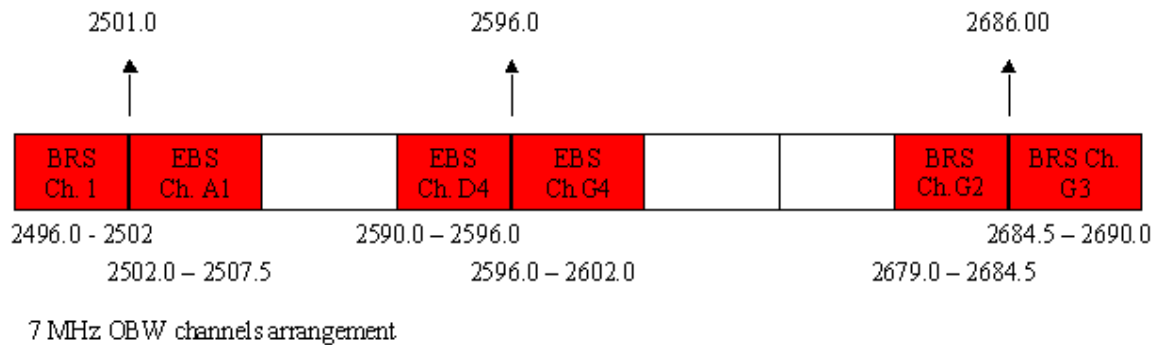 2501.0 2596.0 2686.00
BRS EBS EBS EBS BRS BRS Ch.
Ch. 1 Ch. A1 Ch. D4 Ch G4 Ch. G2 G3
2496.0 - 2502 2590.0 – 2596.0 2684.5 – 2690.0
2502.0 – 2507.5 2596.0 – 2602.0 2679.0 – 2684.5
7 MHz OBW channels arrangement